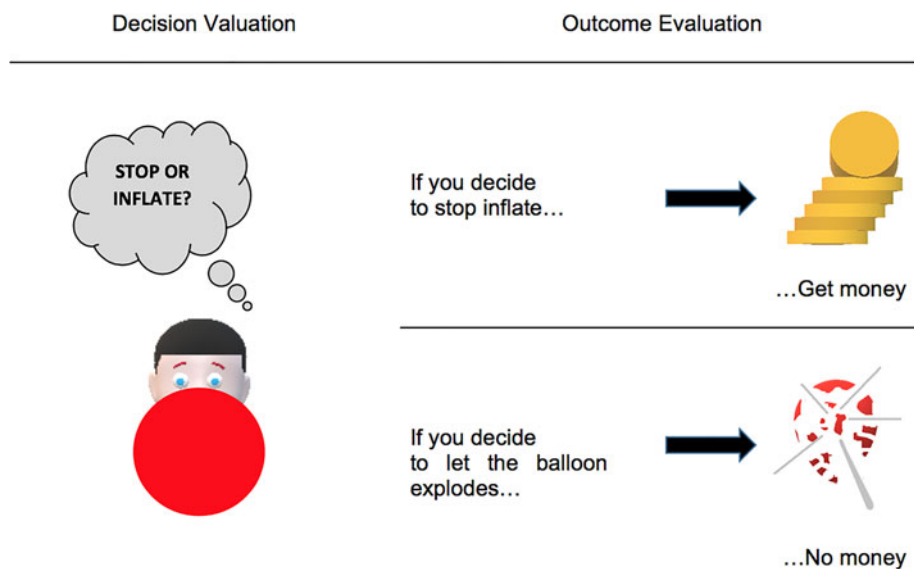 Decision Valuation
Outcome Evaluation
STOP OR
INFLATE?
If you decide
to stop inflate…
…Get money
If you decide
to let the balloon
explodes…
…No money